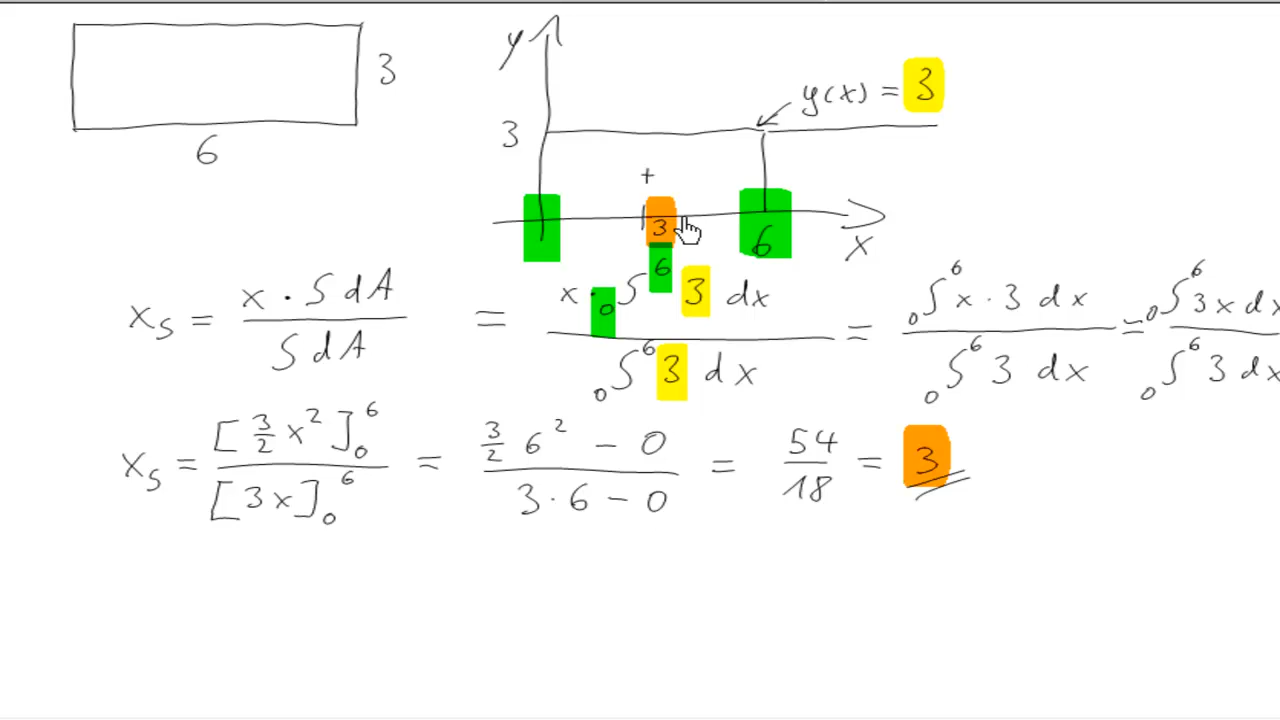 3
6
y
y(x) = 3
3
+
3
6
x
x_S = x · ∫ dA / ∫ dA = x · ₀∫⁶ 3 dx / ₀∫⁶ 3 dx = ₀∫⁶ x · 3 dx / ₀∫⁶ 3 dx = ₀∫⁶ 3x dx / ₀∫⁶ 3 dx
x_S = [3/2 x²]₀⁶ / [3x]₀⁶ = 3/2 6² – 0 / 3 · 6 – 0 = 54/18 = 3